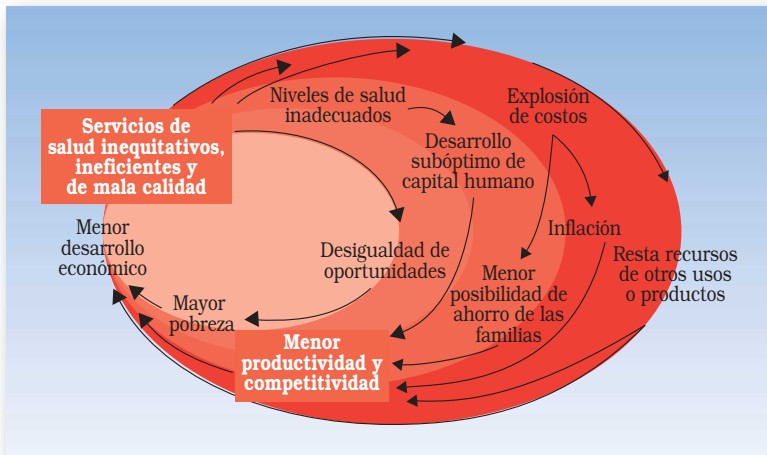 Niveles de salud
inadecuados
Explosión
de costos
Servicios de
salud inequitativos,
ineficientes y
de mala calidad
Desarrollo
subóptimo de
capital humano
Menor
desarrollo
económico
Desigualdad de
oportunidades
Inflación
Resta recursos
de otros usos
o productos
Menor
posibilidad de
ahorro de las
familias
Mayor
pobreza
Menor
productividad y
competitividad